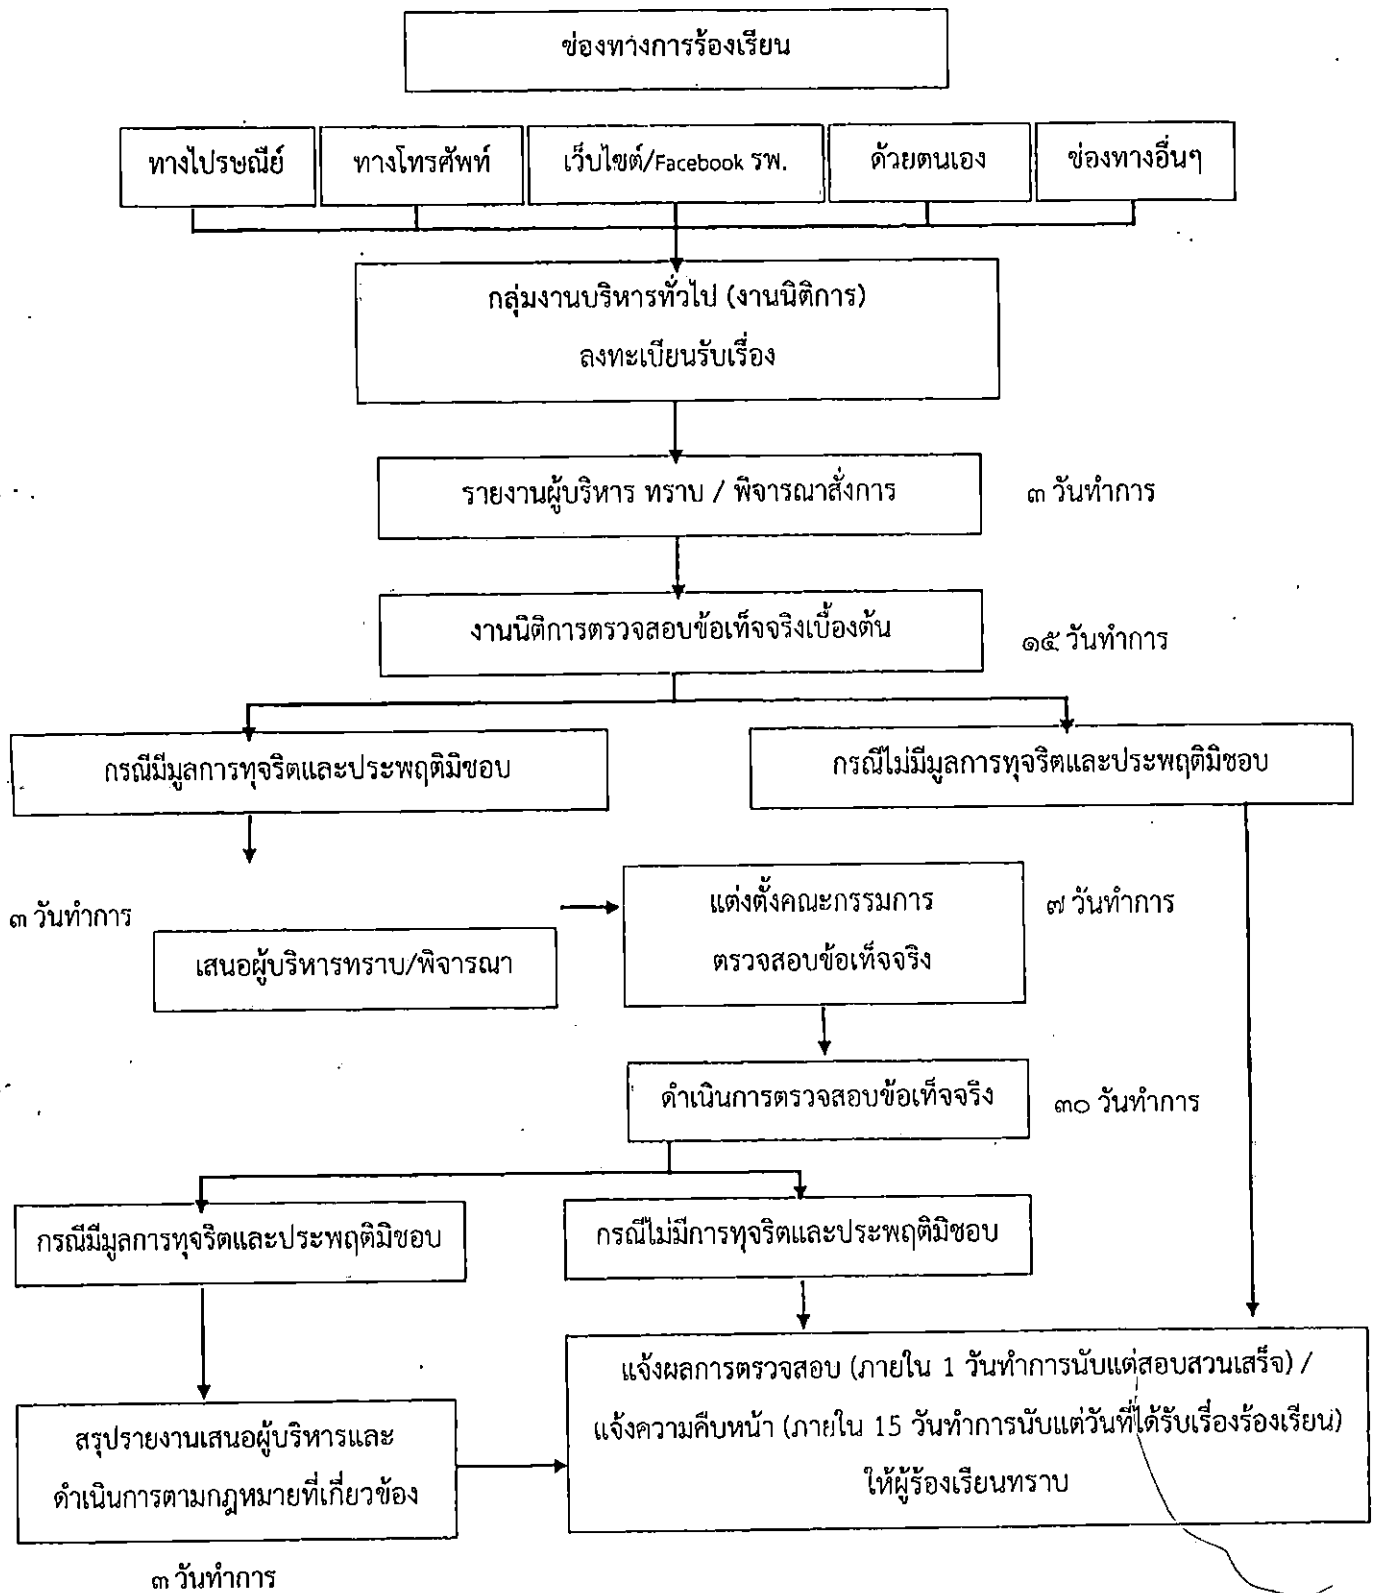 ช่องทางการร้องเรียน
ทางไปรษณีย์
ทางโทรศัพท์
เว็บไซต์/Facebook รพ.
ด้วยตนเอง
ช่องทางอื่นๆ
กลุ่มงานบริหารทั่วไป (งานนิติการ)
ลงทะเบียนรับเรื่อง
รายงานผู้บริหาร ทราบ / พิจารณาสั่งการ
๓ วันทำการ
งานนิติการตรวจสอบข้อเท็จจริงเบื้องต้น
๑๕ วันทำการ
กรณีมีมูลการทุจริตและประพฤติมิชอบ
กรณีไม่มีมูลการทุจริตและประพฤติมิชอบ
๓ วันทำการ
เสนอผู้บริหารทราบ/พิจารณา
แต่งตั้งคณะกรรมการ
ตรวจสอบข้อเท็จจริง
๗ วันทำการ
ดำเนินการตรวจสอบข้อเท็จจริง
๓๐ วันทำการ
กรณีมีมูลการทุจริตและประพฤติมิชอบ
กรณีไม่มีการทุจริตและประพฤติมิชอบ
แจ้งผลการตรวจสอบ (ภายใน 1 วันทำการนับแต่สอบสวนเสร็จ) /
แจ้งความคืบหน้า (ภายใน 15 วันทำการนับแต่วันที่ได้รับเรื่องร้องเรียน)
ให้ผู้ร้องเรียนทราบ
สรุปรายงานเสนอผู้บริหารและ
ดำเนินการตามกฎหมายที่เกี่ยวข้อง
๓ วันทำการ